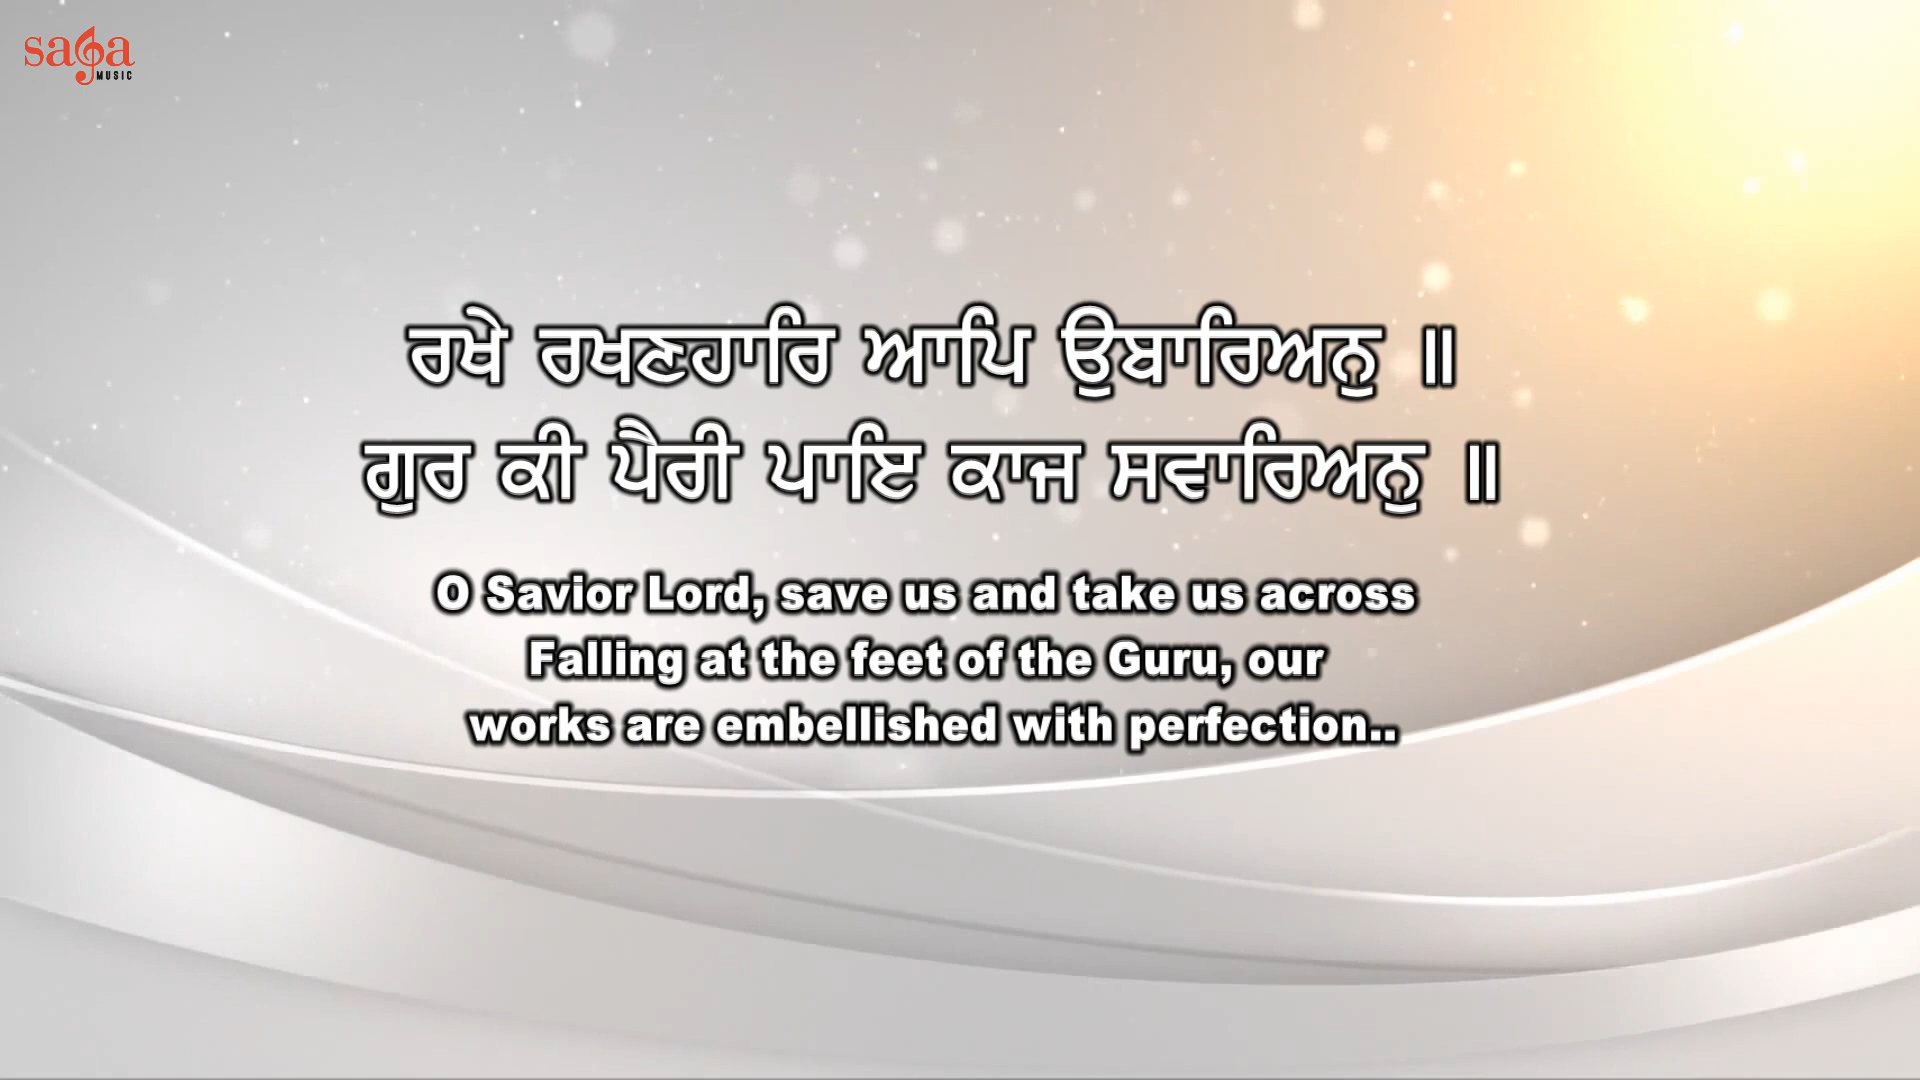 saga
MUSIC
ਰਖੇ ਰਖਣਹਾਰਿ ਆਪਿ ਉਬਾਰਿਅਨੁ ॥
ਗੁਰ ਕੀ ਪੈਰੀ ਪਾਇ ਕਾਜ ਸਵਾਰਿਅਨੁ ॥
O Savior Lord, save us and take us across
Falling at the feet of the Guru, our
works are embellished with perfection..